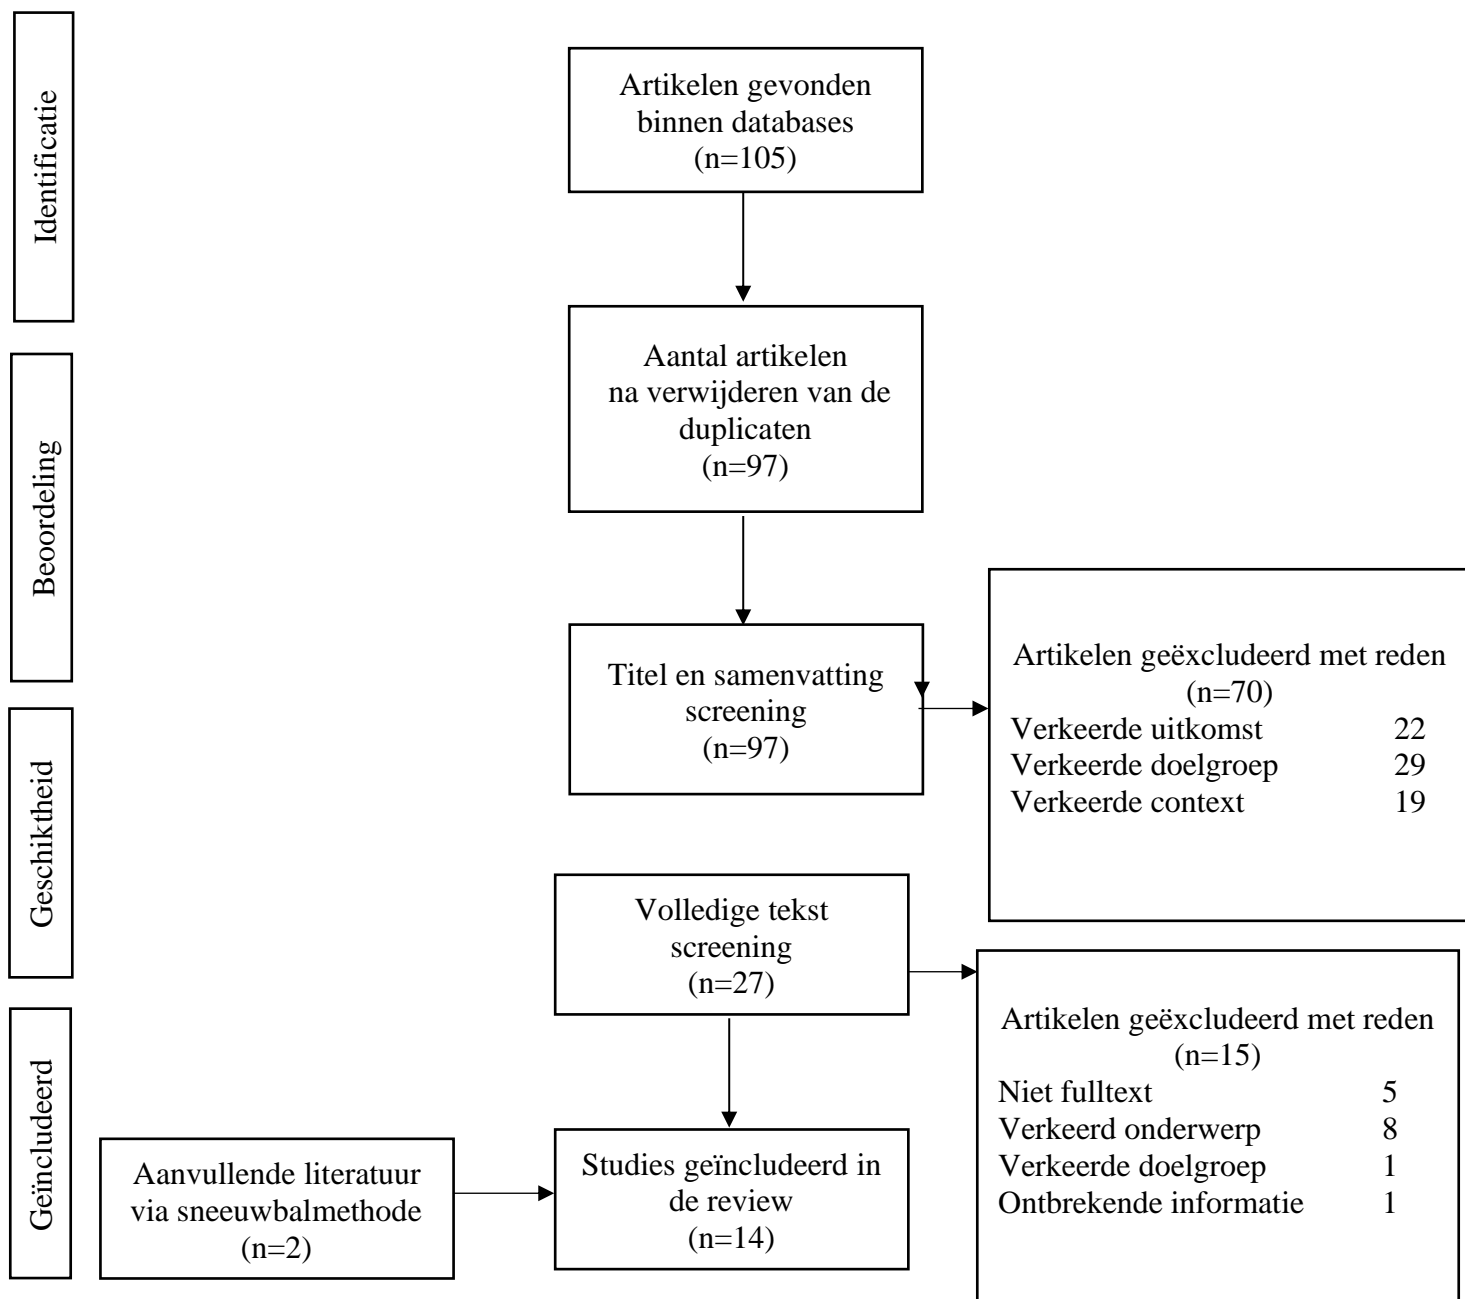 Identificatie
Artikelen gevonden
binnen databases
(n=105)
Beoordeling
Aantal artikelen
na verwijderen van de
duplicaten
(n=97)
Titel en samenvatting
screening
(n=97)
Artikelen geëxcludeerd met reden
(n=70)
Verkeerde uitkomst 22
Verkeerde doelgroep 29
Verkeerde context 19
Geschiktheid
Volledige tekst
screening
(n=27)
Artikelen geëxcludeerd met reden
(n=15)
Niet fulltext 5
Verkeerd onderwerp 8
Verkeerde doelgroep 1
Ontbrekende informatie 1
Geïncludeerd
Aanvullende literatuur
via sneeuwbalmethode
(n=2)
Studies geïncludeerd in
de review
(n=14)